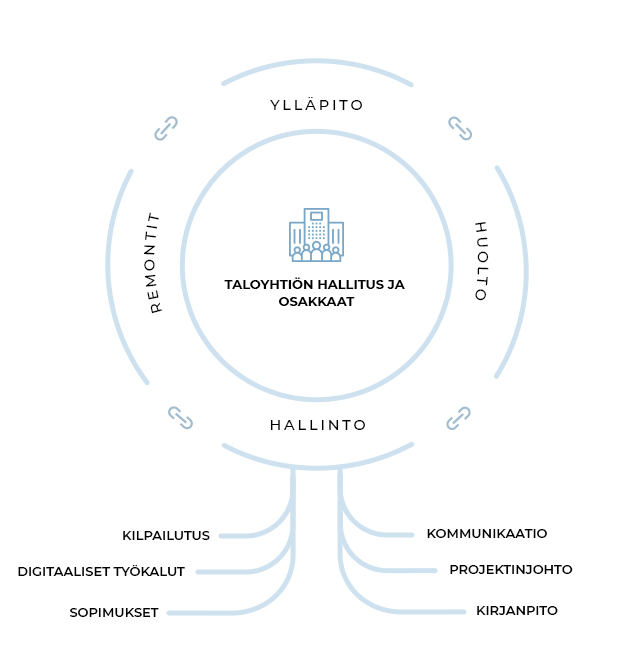 YLLÄPITO
REMONTIT
HUOLTO
TALOYHTIÖN HALLITUS JA
OSAKKAAT
HALLINTO
KILPAILUTUS
KOMMUNIKAATIO
DIGITAALISET TYÖKALUT
PROJEKTINJOHTO
SOPIMUKSET
KIRJANPITO